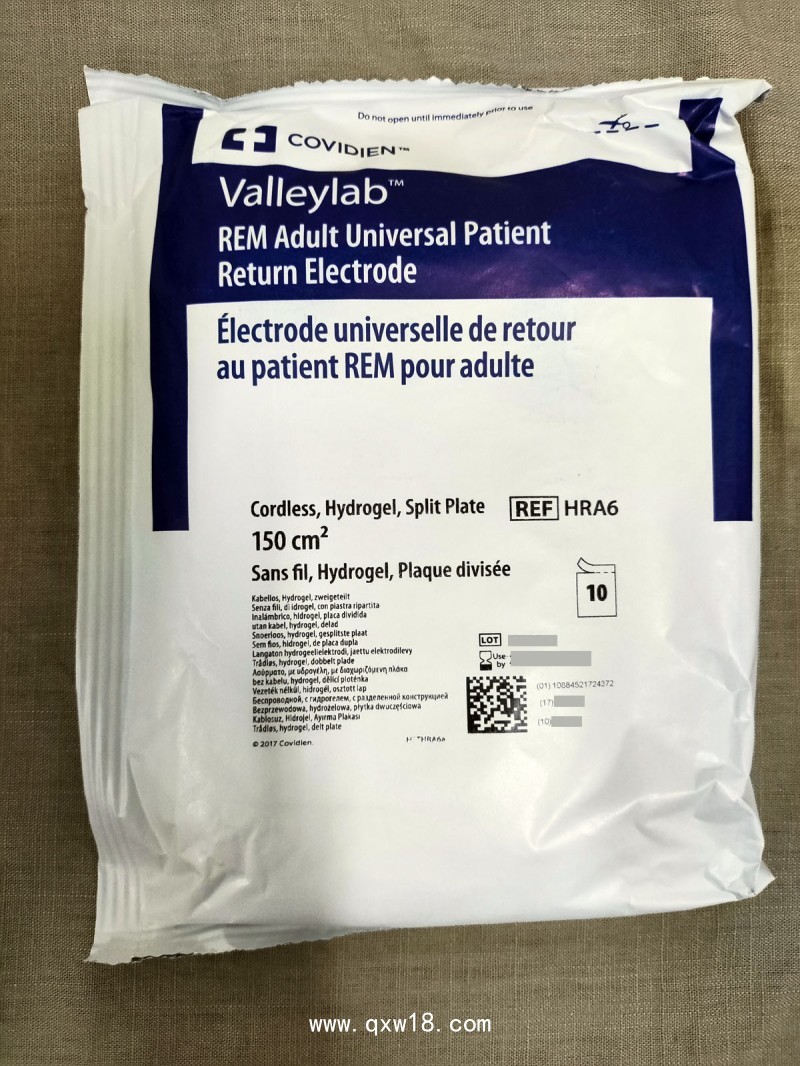 Do not open until immediately prior to use
COVIDIEN™
Valleylab™
REM Adult Universal Patient
Return Electrode
Électrode universelle de retour
au patient REM pour adulte
Cordless, Hydrogel, Split Plate
REF HRA6
150 cm²
Sans fil, Hydrogel, Plaque divisée
10
Kabellos, Hydrogel, zweigeteilt
Senza fili, di idrogel, con piastra ripartita
Inalámbrico, hidrogel, placa dividida
utan kabel, hydrogel, delad
Snoerloos, hydrogel, gesplitste plaat
Sem fios, hidrogel, de placa dupla
Langaton hydrogeelielektrodi, jaettu elektrodilevy
Trådløs, hydrogel, dobbelt plade
Ασύρματο, με υδρογέλη, με διαχωριζόμενη πλάκα
bez kabelu, hydrogel, dělicí ploténka
Vezeték nélkül, hidrogél, osztott lap
Беспроводной, с гидрогелем, с разделенной конструкцией
Bezprzewodowa, hydrożelowa, płytka dwuczęściowa
Kablosuz, Hidrojel, Ayırma Plakası
Trådløs, hydrogel, delt plate
© 2017 Covidien.
LOT
Use
by
(01) 10884521724372
(17)
(10)
www.qxw18.com